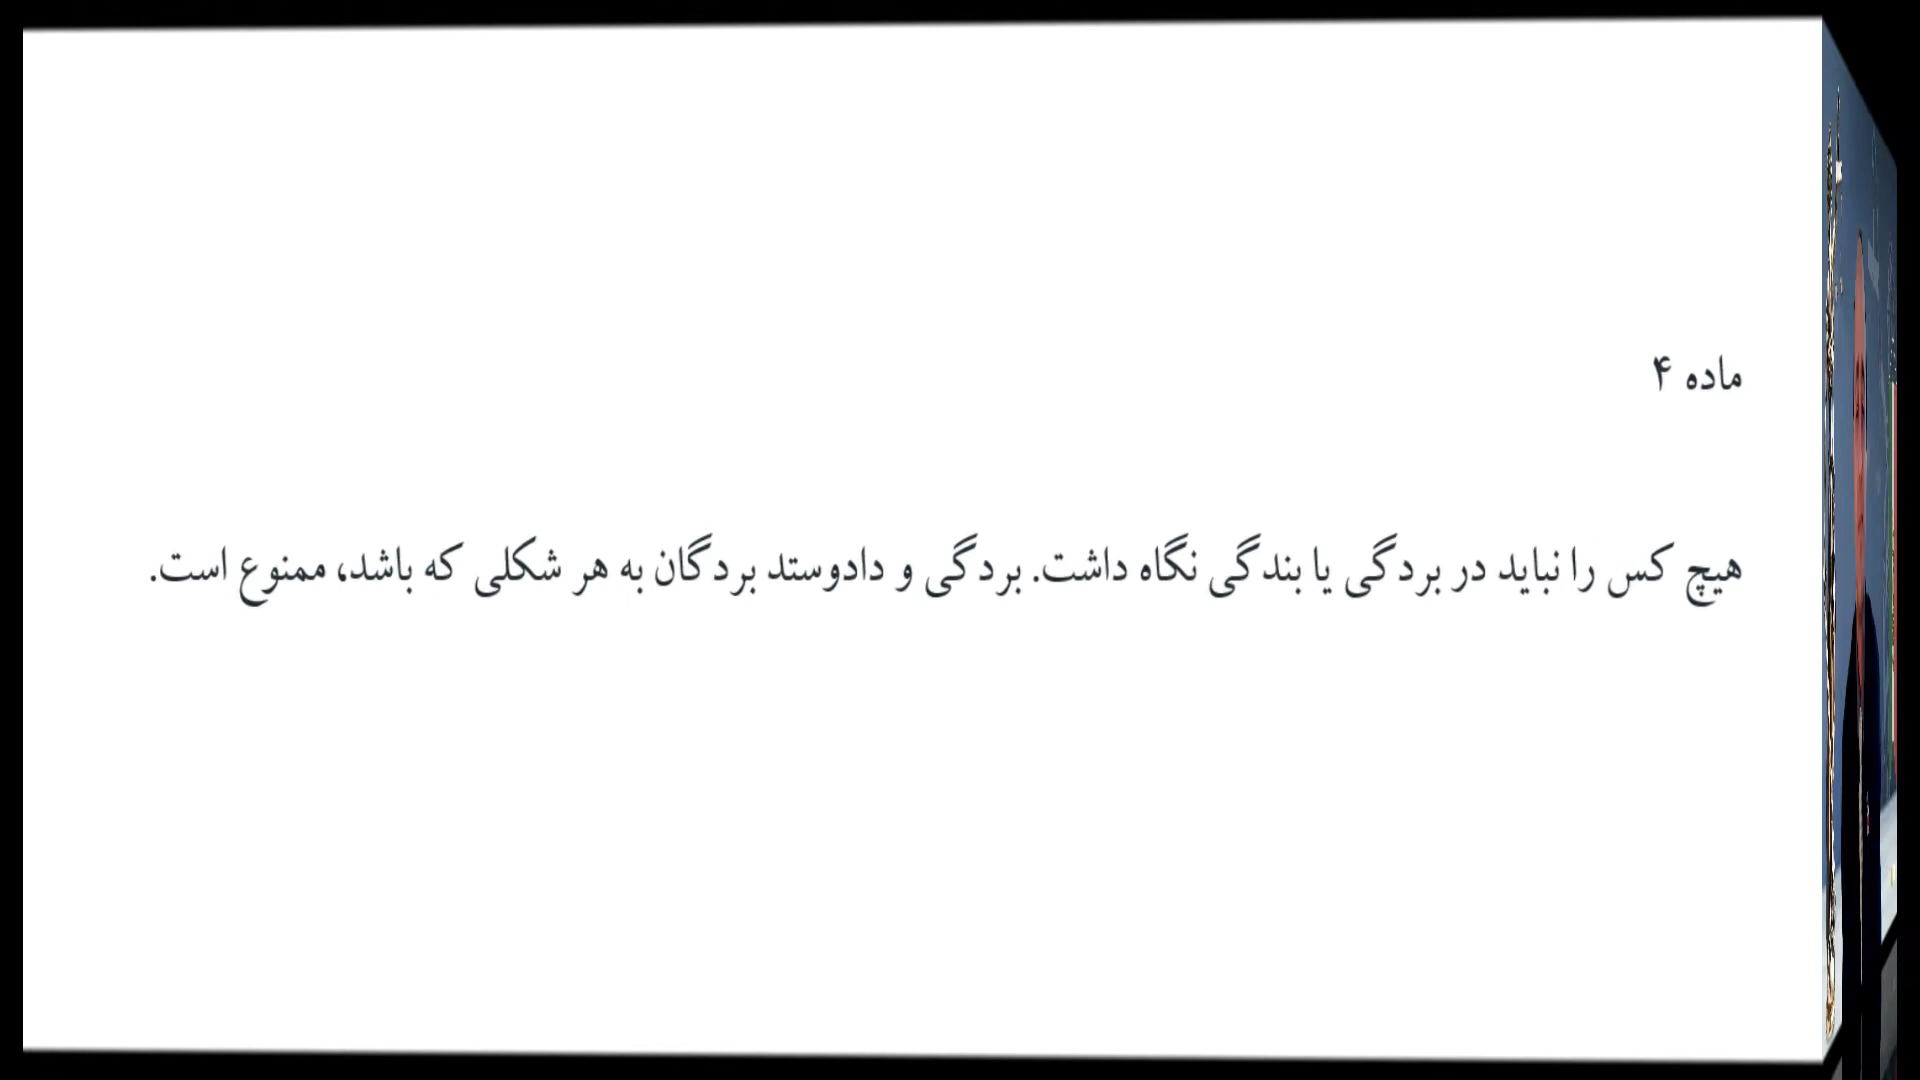 ماده ۴
هیچ کس را نباید در بردگی یا بندگی نگاه داشت. بردگی و دادوستد بردگان به هر شکلی که باشد، ممنوع است.